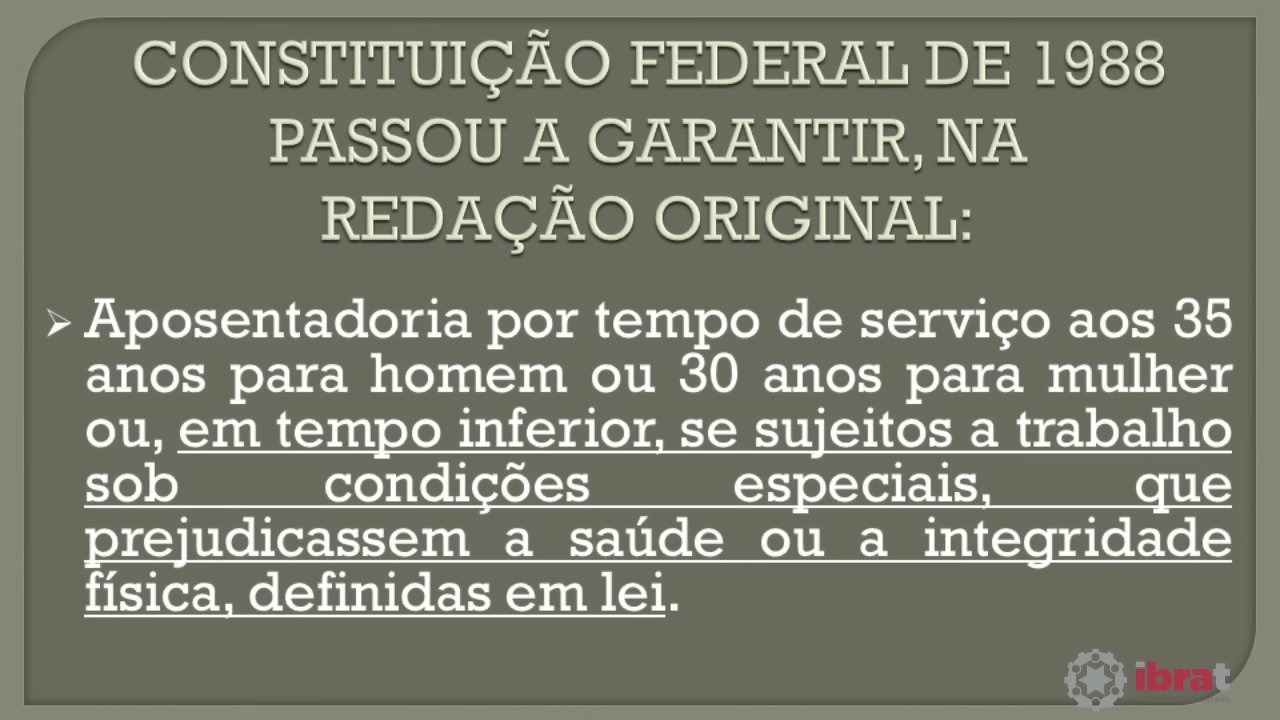 CONSTITUIÇÃO FEDERAL DE 1988
PASSOU A GARANTIR, NA
REDAÇÃO ORIGINAL:
Aposentadoria por tempo de serviço aos 35
anos para homem ou 30 anos para mulher
ou, em tempo inferior, se sujeitos a trabalho
sob condições especiais, que
prejudicassem a saúde ou a integridade
física, definidas em lei.
ibrat